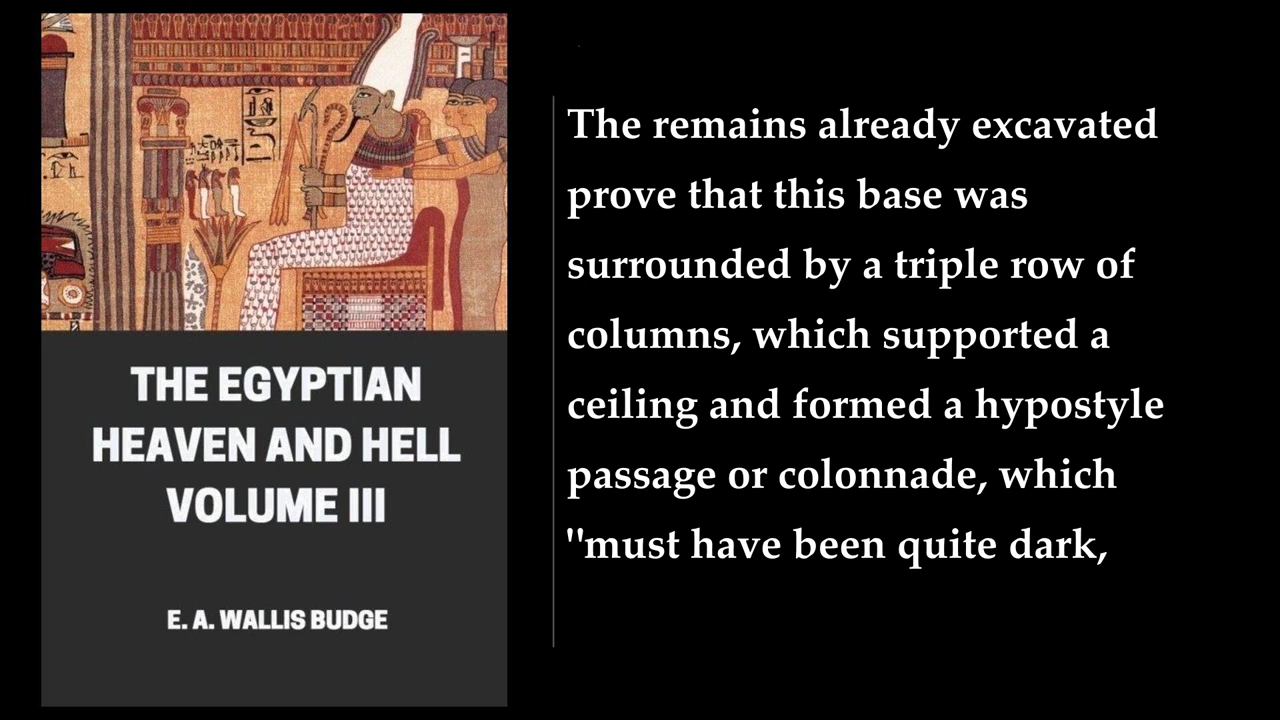 THE EGYPTIAN
HEAVEN AND HELL
VOLUME III
E. A. WALLIS BUDGE
The remains already excavated
prove that this base was
surrounded by a triple row of
columns, which supported a
ceiling and formed a hypostyle
passage or colonnade, which
"must have been quite dark,